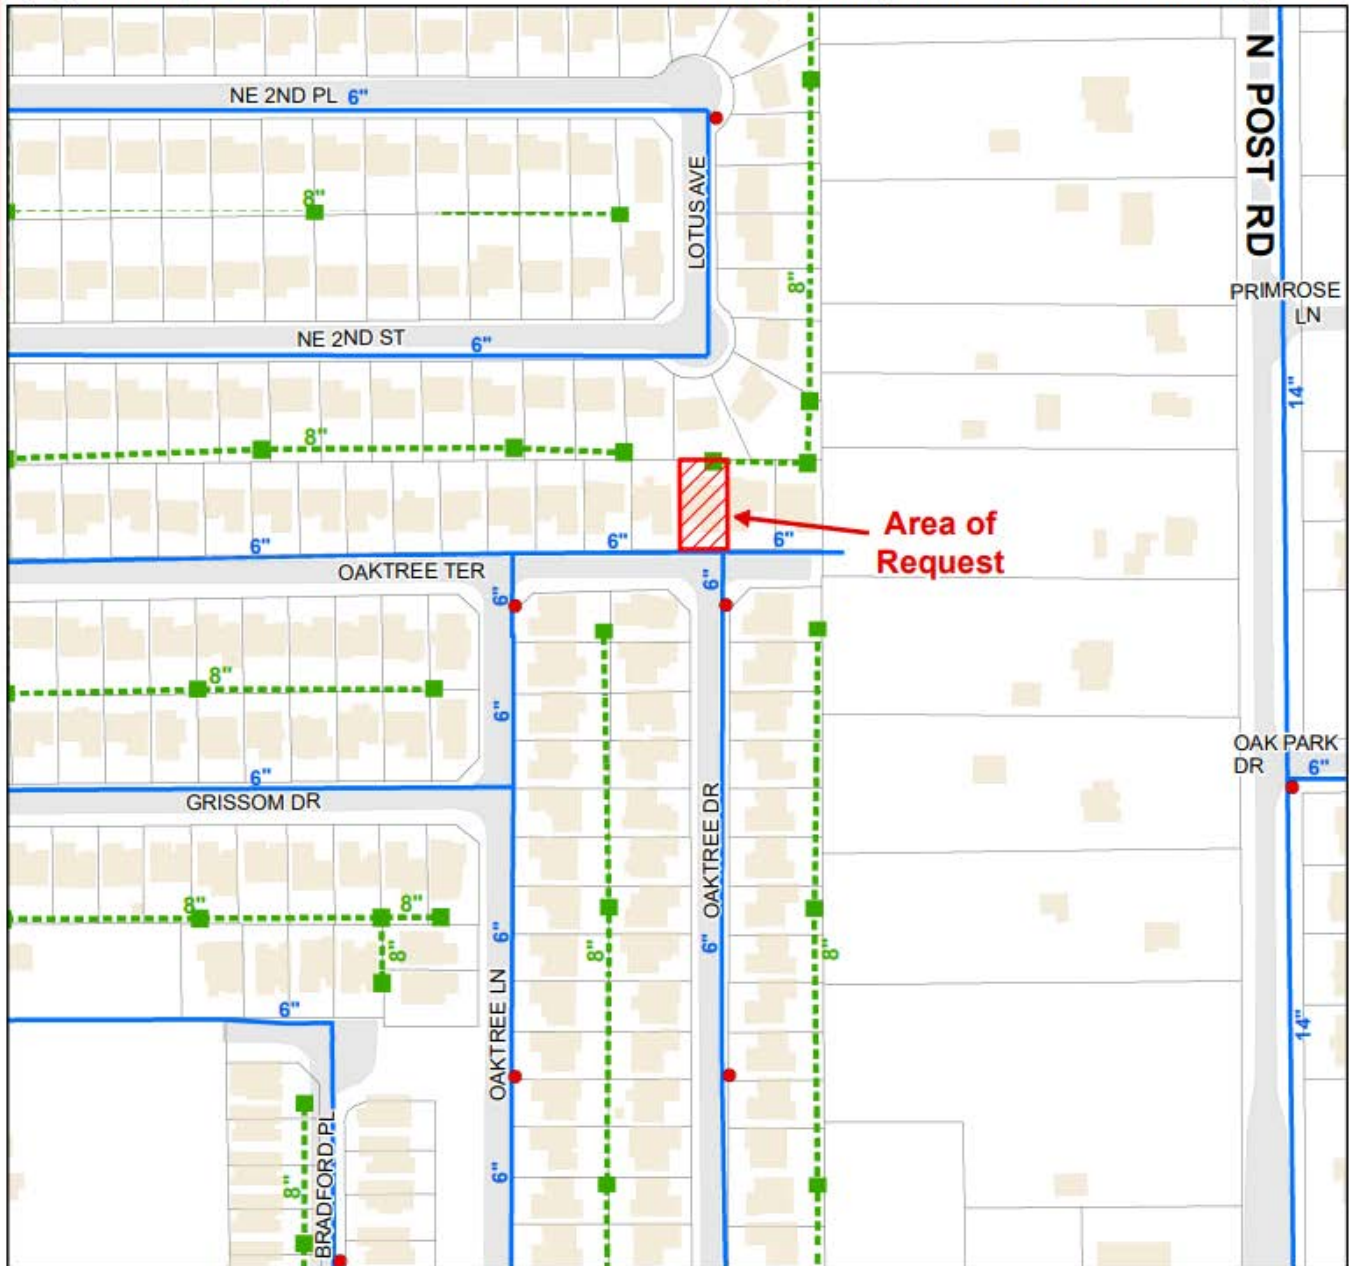 NE 2ND PL 6"
N POST RD
LOTUS AVE
8"
8"
PRIMROSE
LN
NE 2ND ST 6"
14"
8"
Area of
Request
6"
6"
6"
OAKTREE TER
6"
6"
8"
6"
OAK PARK
DR 6"
6"
GRISSOM DR
OAKTREE DR
8"
8"
8"
6"
6"
8"
8"
OAKTREE LN
6"
14"
BRADFORD PL
8"
6"